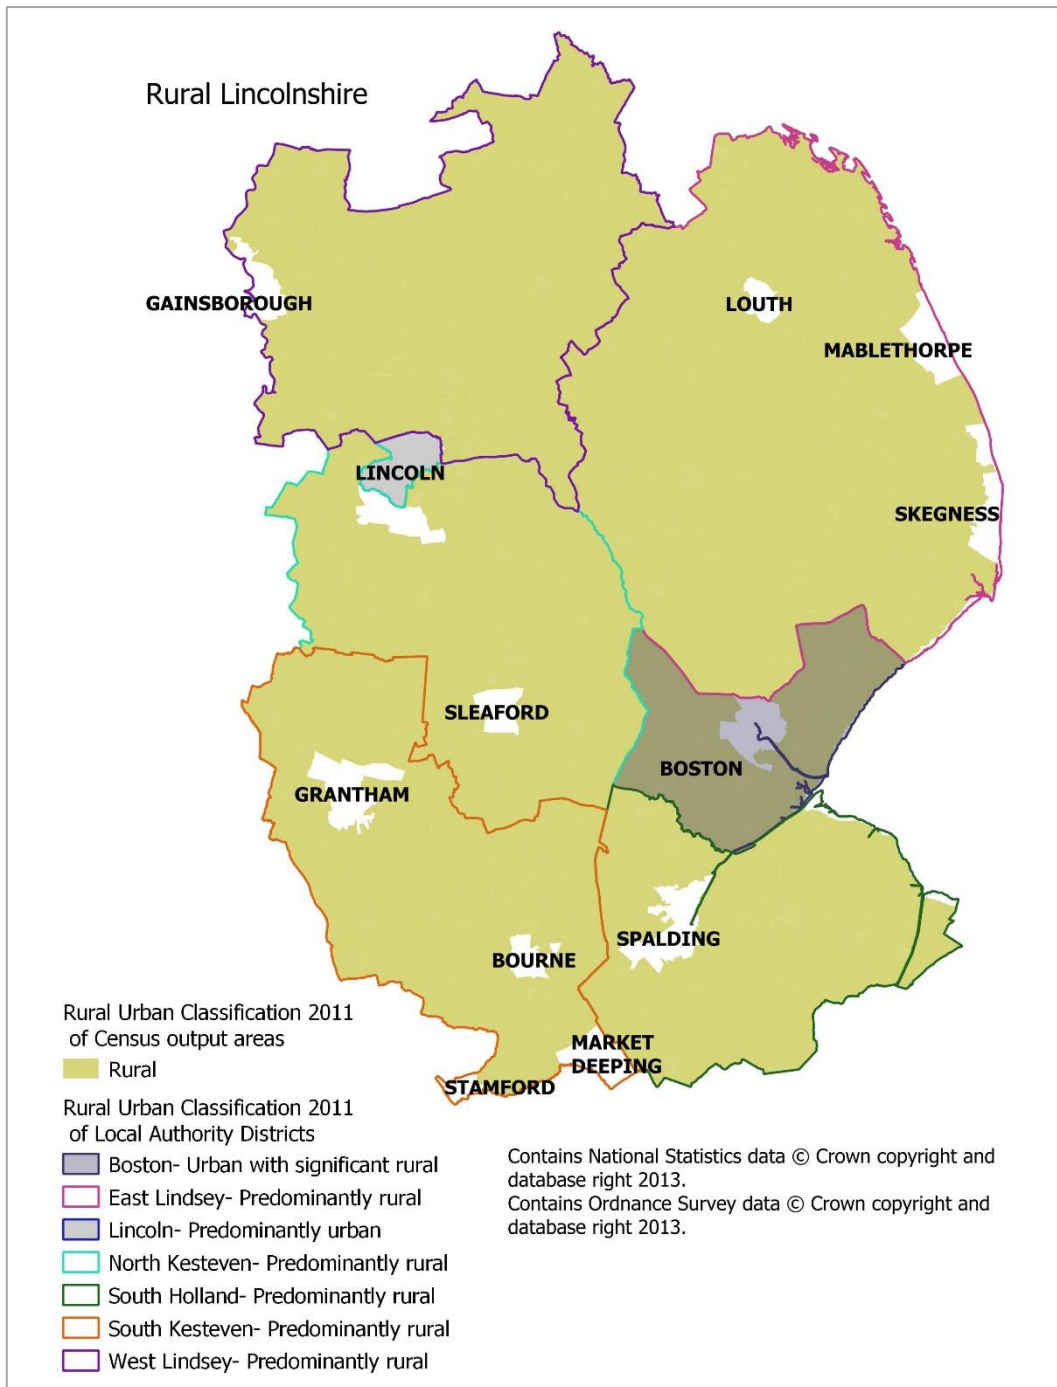 Rural Lincolnshire
GAINSBOROUGH
LOUTH
MABLETHORPE
LINCOLN
SKEGNESS
SLEAFORD
BOSTON
GRANTHAM
SPALDING
BOURNE
MARKET
DEEPING
STAMFORD
Rural Urban Classification 2011
of Census output areas
Rural
Rural Urban Classification 2011
of Local Authority Districts
Boston- Urban with significant rural
East Lindsey- Predominantly rural
Lincoln- Predominantly urban
North Kesteven- Predominantly rural
South Holland- Predominantly rural
South Kesteven- Predominantly rural
West Lindsey- Predominantly rural
Contains National Statistics data © Crown copyright and
database right 2013.
Contains Ordnance Survey data © Crown copyright and
database right 2013.